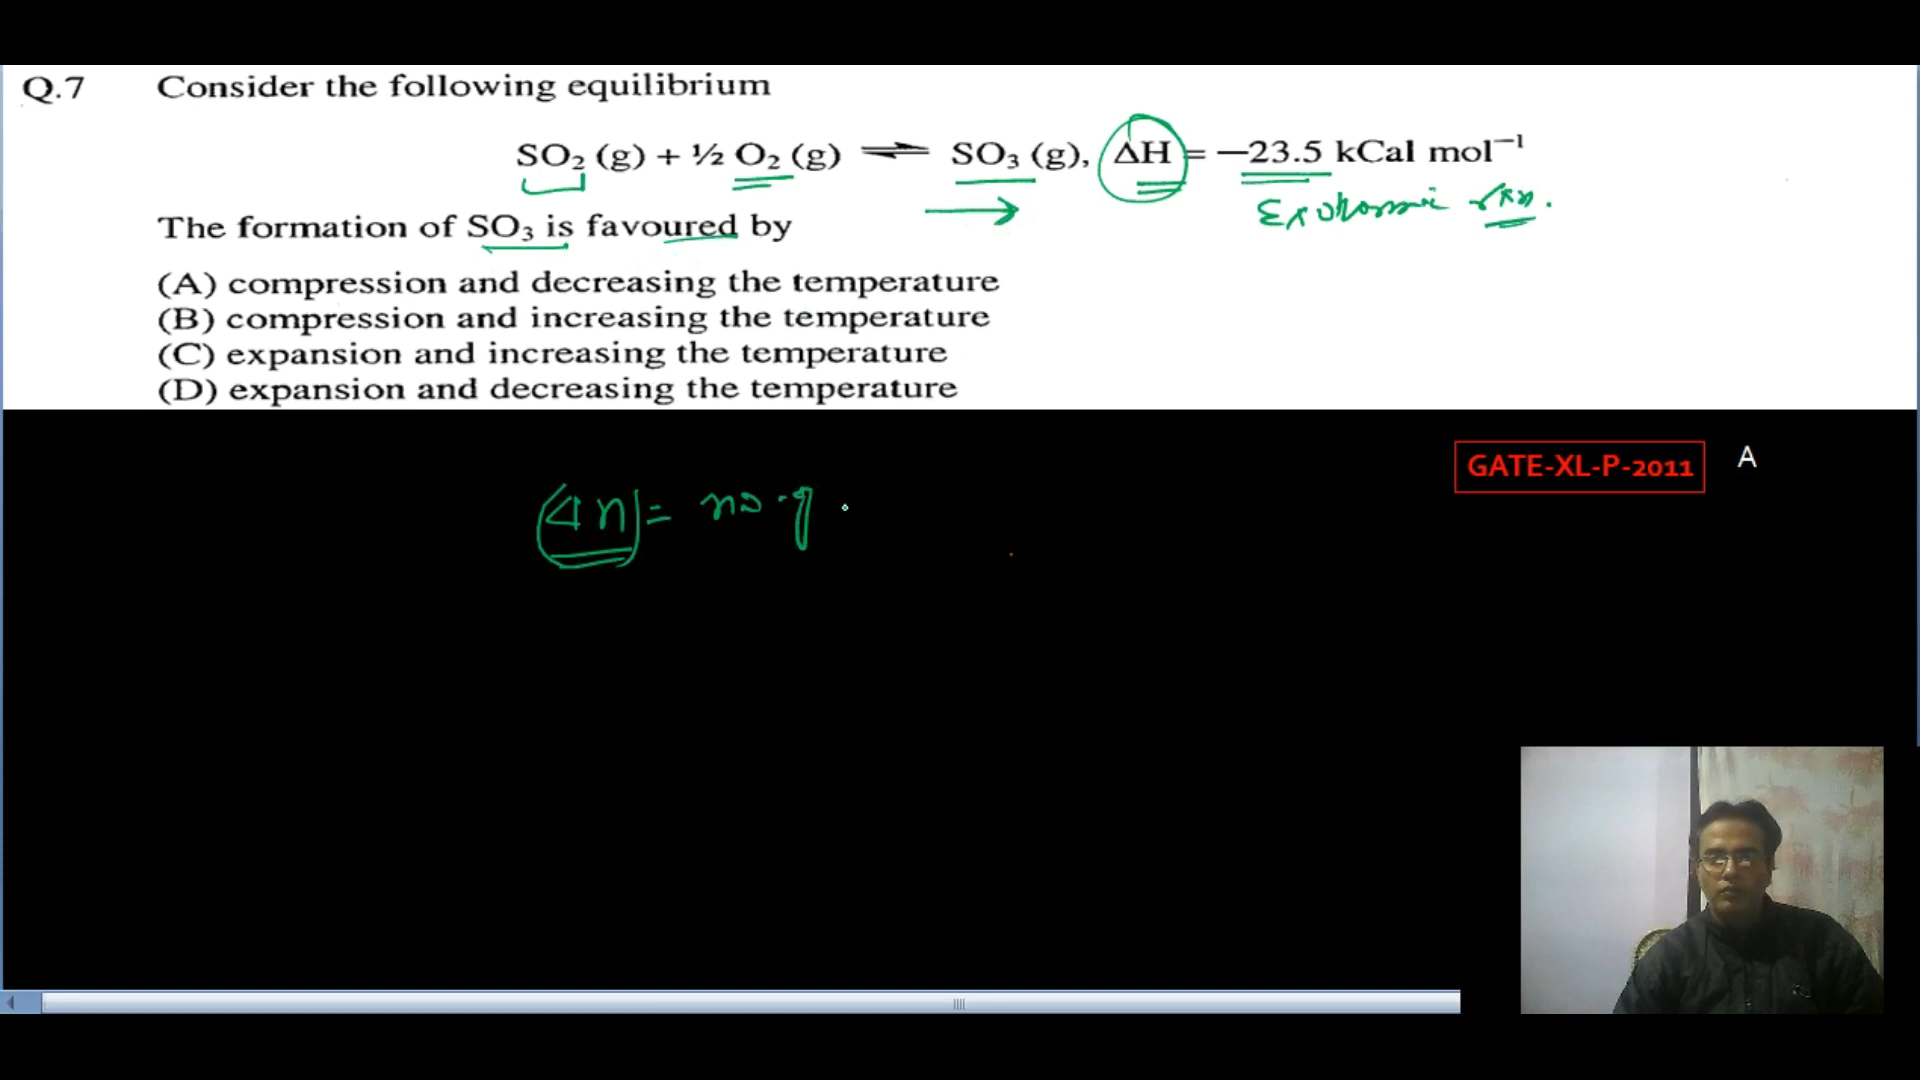 Q.7 Consider the following equilibrium
SO₂ (g) + ½ O₂ (g) ⇌ SO₃ (g), ΔH = −23.5 kCal mol⁻¹
Exothermic rxn.
The formation of SO₃ is favoured by
(A) compression and decreasing the temperature
(B) compression and increasing the temperature
(C) expansion and increasing the temperature
(D) expansion and decreasing the temperature
GATE-XL-P-2011 A
Δn = no. of